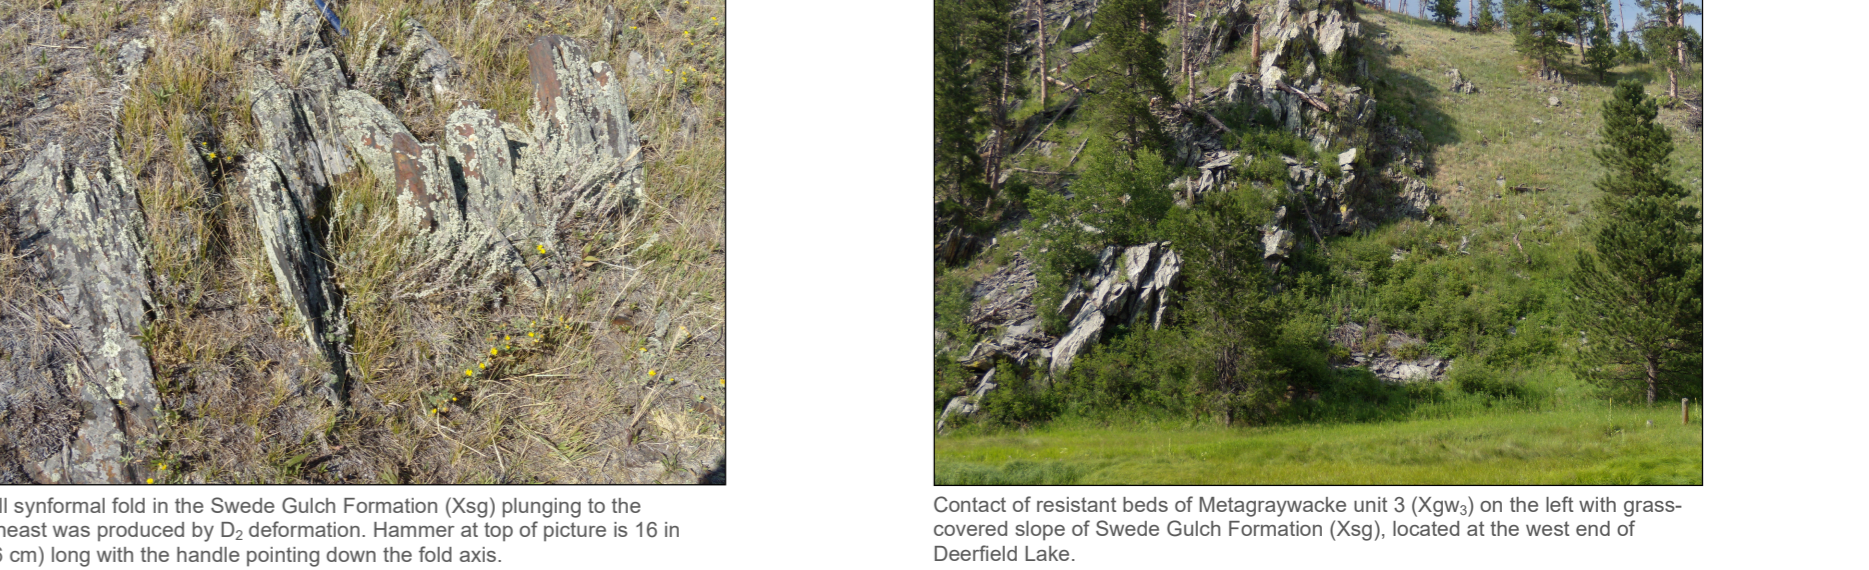 ll synformal fold in the Swede Gulch Formation (Xsg) plunging to the
heast was produced by D₂ deformation. Hammer at top of picture is 16 in
6 cm) long with the handle pointing down the fold axis.
Contact of resistant beds of Metagraywacke unit 3 (Xgw₃) on the left with grass-
covered slope of Swede Gulch Formation (Xsg), located at the west end of
Deerfield Lake.